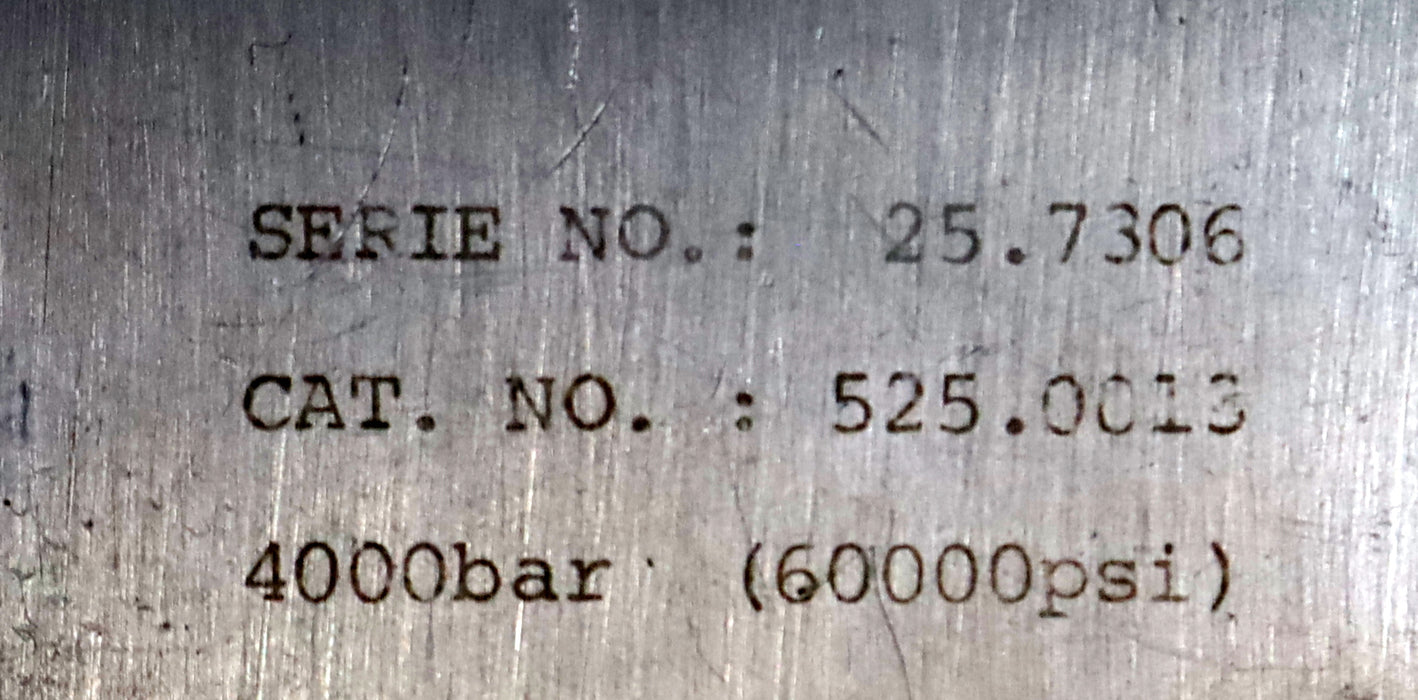 SERIE NO.: 25.7306
CAT. NO. : 525.0013
4000bar (60000psi)